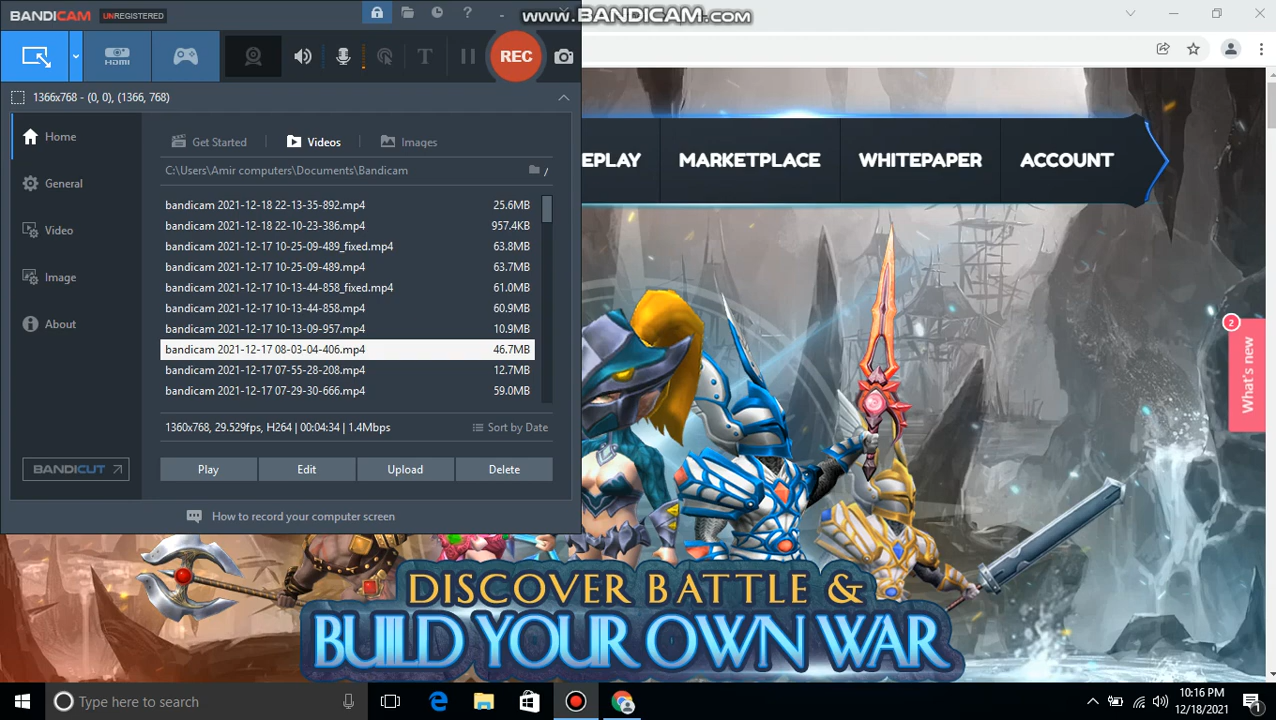 BANDICAM UNREGISTERED
www.BANDICAM.com
HDMI
T
REC
1366x768 - (0, 0), (1366, 768)
Home
General
Video
Image
About
BANDICUT
Get Started
Videos
Images
C:\Users\Amir computers\Documents\Bandicam
/
bandicam 2021-12-18 22-13-35-892.mp4 25.6MB
bandicam 2021-12-18 22-10-23-386.mp4 957.4KB
bandicam 2021-12-17 10-25-09-489_fixed.mp4 63.8MB
bandicam 2021-12-17 10-25-09-489.mp4 63.7MB
bandicam 2021-12-17 10-13-44-858_fixed.mp4 61.0MB
bandicam 2021-12-17 10-13-44-858.mp4 60.9MB
bandicam 2021-12-17 10-13-09-957.mp4 10.9MB
bandicam 2021-12-17 08-03-04-406.mp4 46.7MB
bandicam 2021-12-17 07-55-28-208.mp4 12.7MB
bandicam 2021-12-17 07-29-30-666.mp4 59.0MB
1360x768, 29.529fps, H264 | 00:04:34 | 1.4Mbps
Sort by Date
Play
Edit
Upload
Delete
How to record your computer screen
EPLAY
MARKETPLACE
WHITEPAPER
ACCOUNT
2
What's new
DISCOVER BATTLE &
BUILD YOUR OWN WAR
Type here to search
10:16 PM
12/18/2021
1